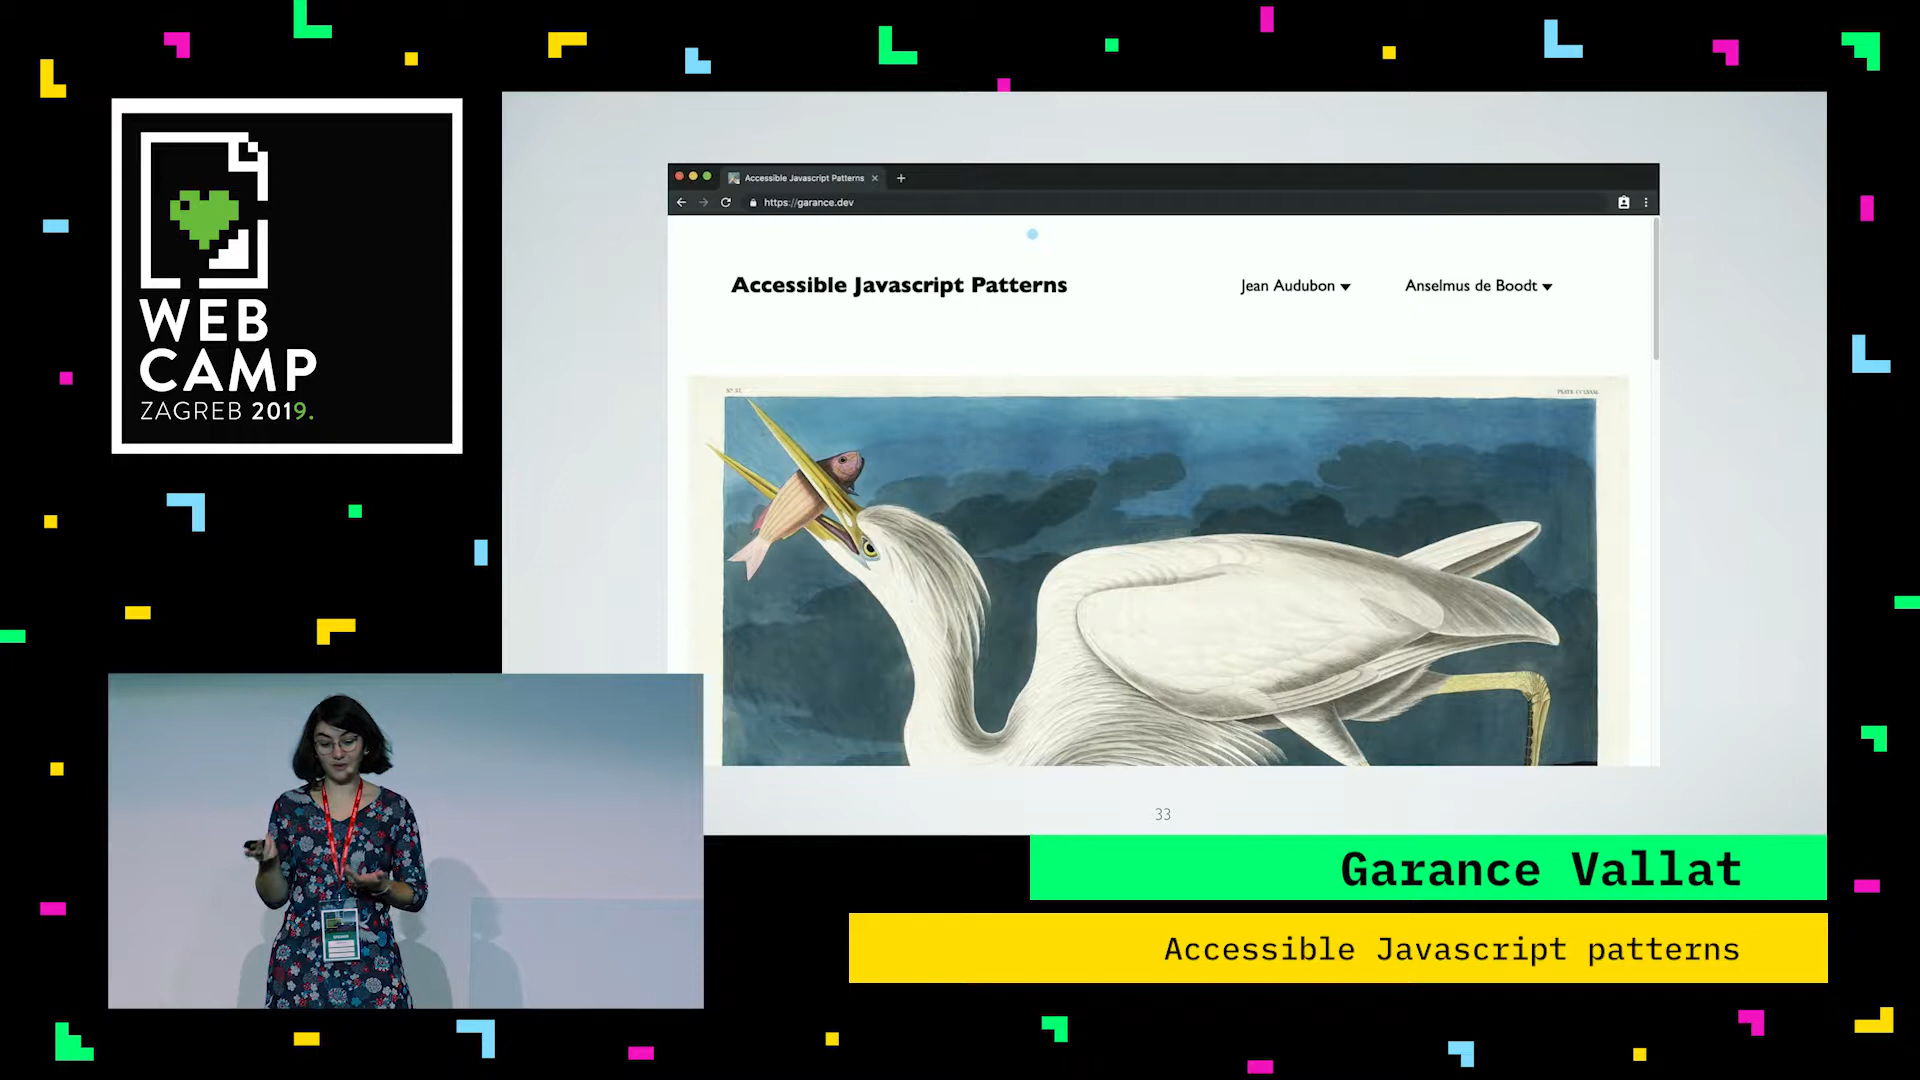 WEB
CAMP
ZAGREB 2019.
Accessible Javascript Patterns
https://garance.dev
Accessible Javascript Patterns
Jean Audubon
Anselmus de Boodt
33
Garance Vallat
Accessible Javascript patterns